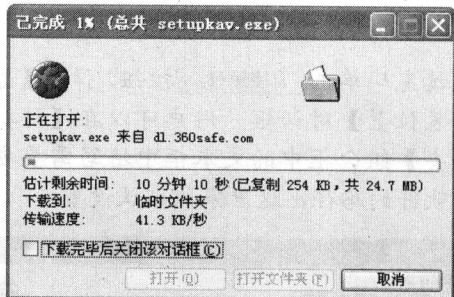 已完成 1% (总共 setupkav.exe)
正在打开:
setupkav.exe 来自 dl.360safe.com
估计剩余时间: 10 分钟 10 秒(已复制 254 KB，共 24.7 MB)
下载到: 临时文件夹
传输速度: 41.3 KB/秒
下载完毕后关闭该对话框(C)
打开(O) 打开文件夹(F) 取消